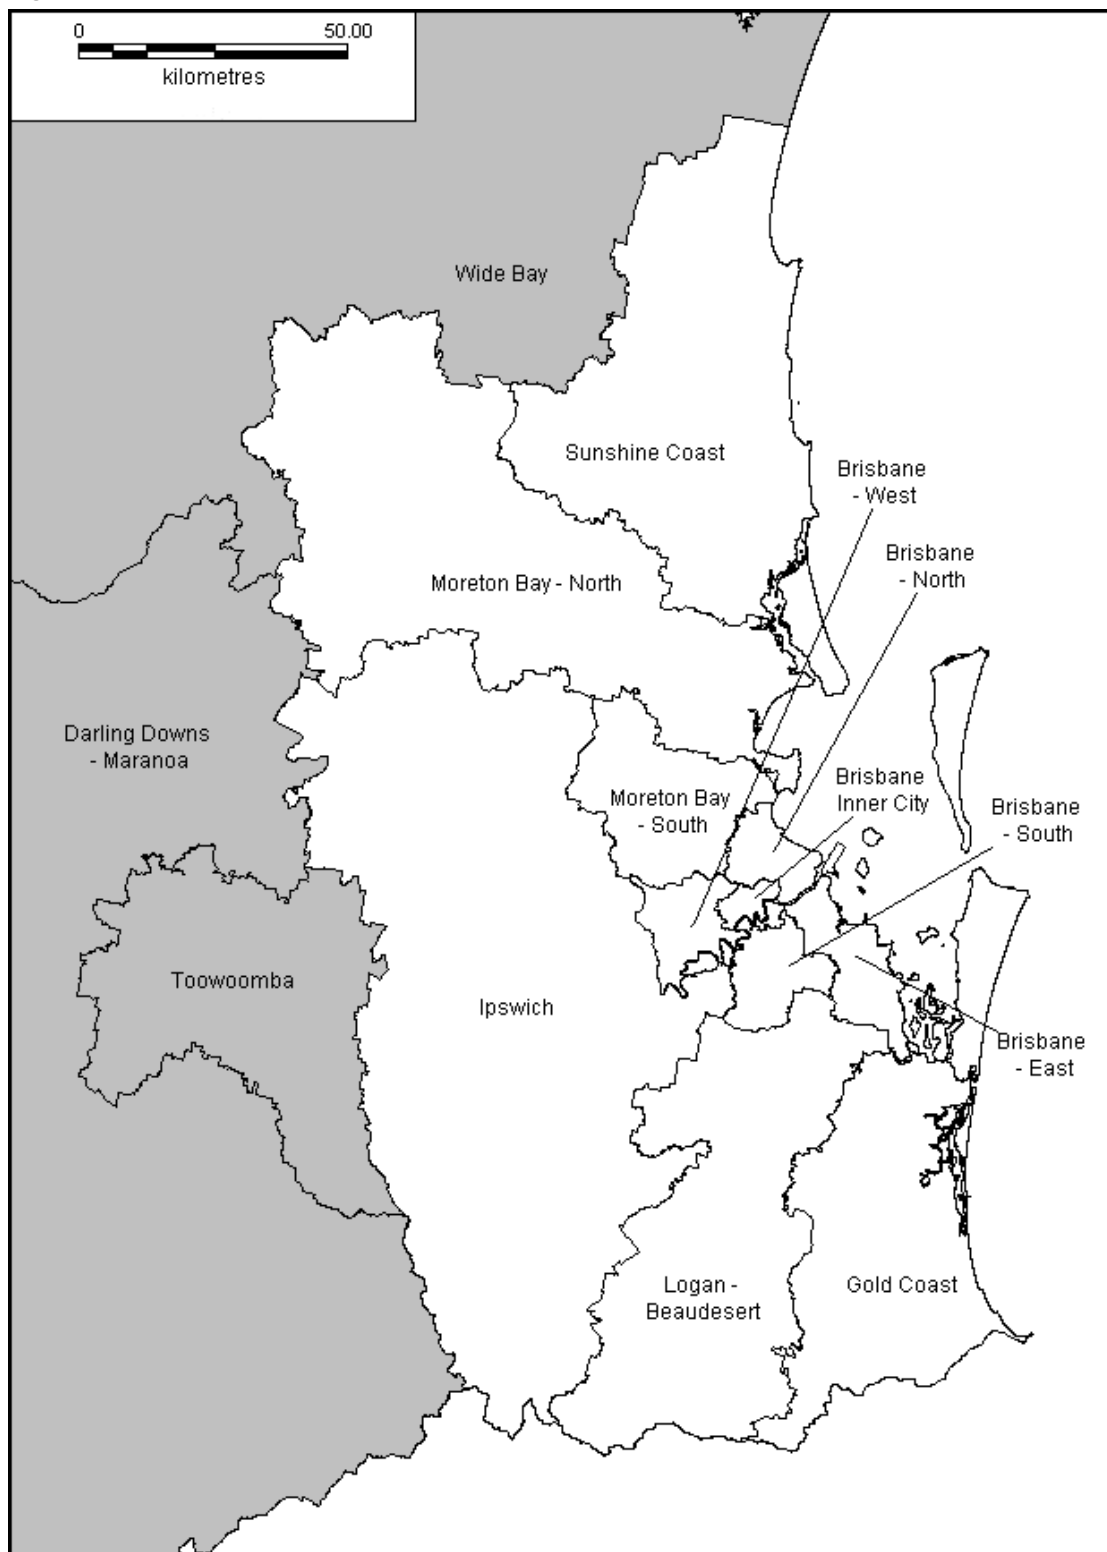 0 50.00
kilometres
Wide Bay
Sunshine Coast
Brisbane
- West
Brisbane
- North
Moreton Bay - North
Darling Downs
- Maranoa
Moreton Bay
- South
Brisbane
Inner City
Brisbane
- South
Toowoomba
Ipswich
Brisbane
- East
Logan -
Beaudesert
Gold Coast